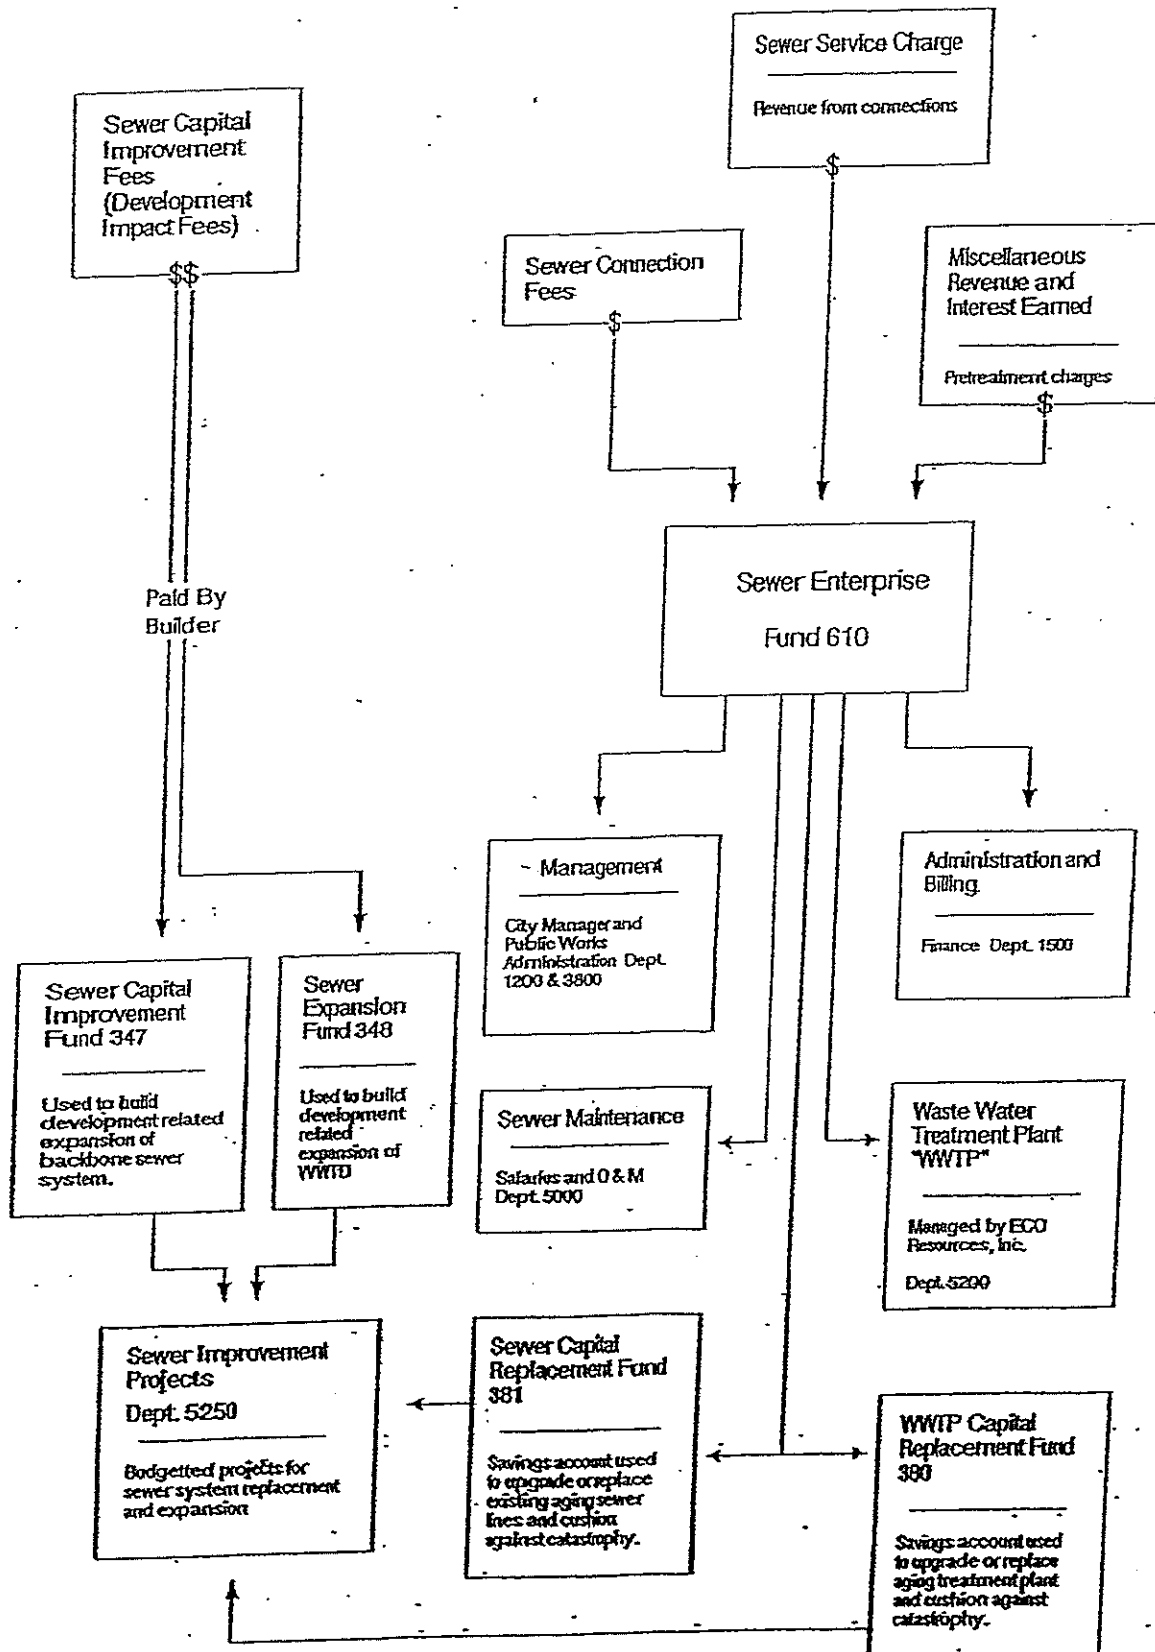 Sewer Service Charge
Revenue from connections
$
Sewer Capital
Improvement
Fees
(Development
Impact Fees)
$$
Sewer Connection
Fees
$
Miscellaneous
Revenue and
Interest Earned
Pretreatment charges
$
Paid By
Builder
Sewer Enterprise
Fund 610
Management
City Manager and
Public Works
Administration Dept.
1200 & 3800
Administration and
Billing
Finance Dept. 1500
Sewer Capital
Improvement
Fund 347
Used to build
development related
expansion of
backbone sewer
system.
Sewer
Expansion
Fund 348
Used to build
development
related
expansion of
Sewer Maintenance
Salaries and O & M
Dept. 5000
Waste Water
Treatment Plant
"WWTP"
Managed by ECO
Resources, Inc.
Dept. 5200
Sewer Improvement
Projects
Dept. 5250
Budgetted projects for
sewer system replacement
and expansion
Sewer Capital
Replacement Fund
381
Savings account used
to upgrade or replace
existing aging sewer
lines and cushion
against catastrophy.
WWTP Capital
Replacement Fund
380
Savings account used
to upgrade or replace
aging treatment plant
and cushion against
catastrophy.